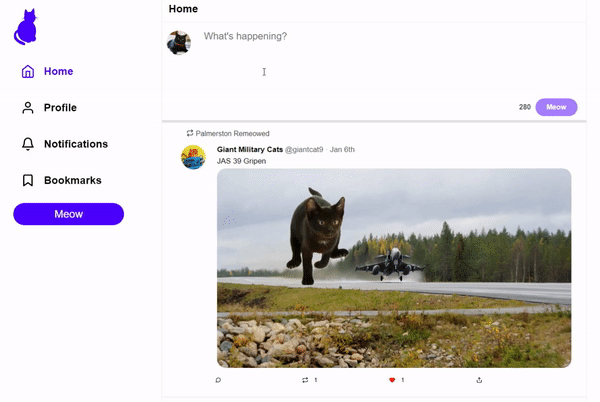 Home
What's happening?
Home
Profile
Notifications
Bookmarks
Meow
280
Meow
Palmerston Remeowed
Giant Military Cats @giantcat9 · Jan 6th
JAS 39 Gripen
1
1